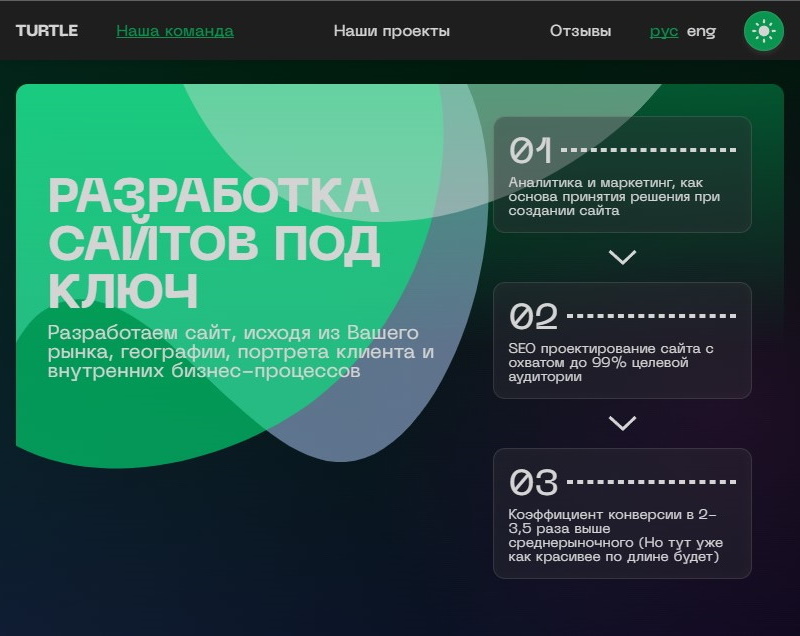 TURTLE Наша команда Наши проекты Отзывы рус eng
РАЗРАБОТКА
САЙТОВ ПОД
КЛЮЧ
Разработаем сайт, исходя из Вашего
рынка, географии, портрета клиента и
внутренних бизнес-процессов
01
Аналитика и маркетинг, как
основа принятия решения при
создании сайта
02
SEO проектирование сайта с
охватом до 99% целевой
аудитории
03
Коэффициент конверсии в 2-
3,5 раза выше
среднерыночного (Но тут уже
как красивее по длине будет)